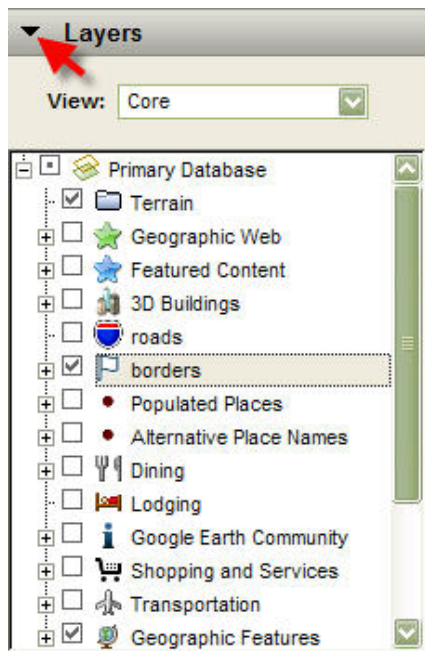 Layers
View: Core
Primary Database
Terrain
Geographic Web
Featured Content
3D Buildings
roads
borders
Populated Places
Alternative Place Names
Dining
Lodging
Google Earth Community
Shopping and Services
Transportation
Geographic Features